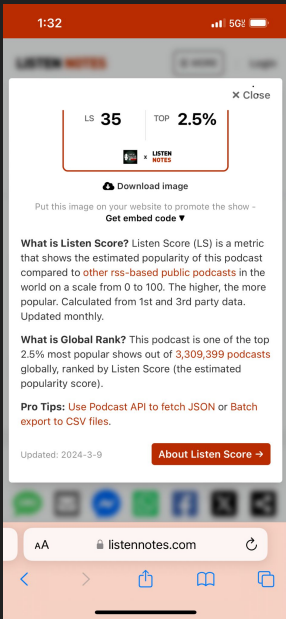 1:32
5G
LISTEN NOTES
Login
× Close
LS 35 TOP 2.5%
x LISTEN NOTES
Download image
Put this image on your website to promote the show -
Get embed code ▼
What is Listen Score? Listen Score (LS) is a metric
that shows the estimated popularity of this podcast
compared to other rss-based public podcasts in the
world on a scale from 0 to 100. The higher, the more
popular. Calculated from 1st and 3rd party data.
Updated monthly.
What is Global Rank? This podcast is one of the top
2.5% most popular shows out of 3,309,399 podcasts
globally, ranked by Listen Score (the estimated
popularity score).
Pro Tips: Use Podcast API to fetch JSON or Batch
export to CSV files.
Updated: 2024-3-9
About Listen Score →
AA listennotes.com